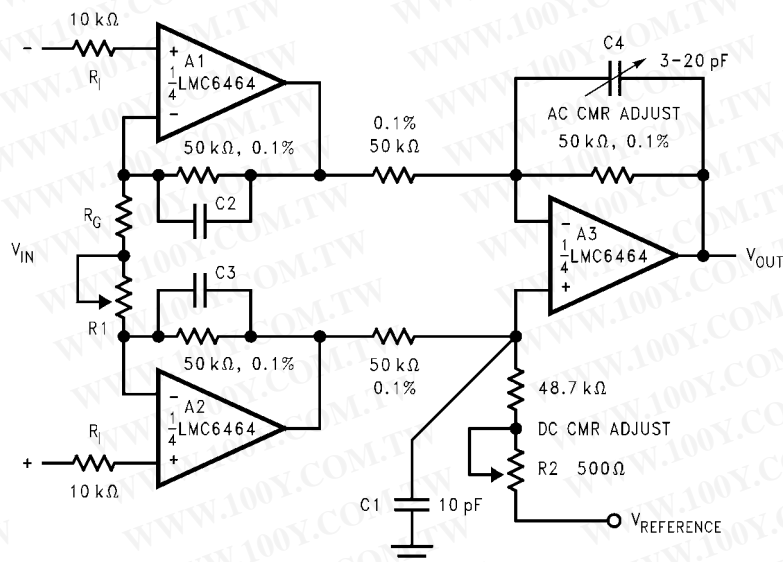 10 kΩ
−
R_I
+
A1
1/4 LMC6464
−
50 kΩ, 0.1%
C2
R_G
V_IN
R1
C3
50 kΩ, 0.1%
−
A2
1/4 LMC6464
+
+
R_I
10 kΩ
0.1%
50 kΩ
50 kΩ
0.1%
C4
3-20 pF
AC CMR ADJUST
50 kΩ, 0.1%
−
A3
1/4 LMC6464
+
V_OUT
48.7 kΩ
DC CMR ADJUST
R2 500Ω
C1 10 pF
V_REFERENCE
WWW.100Y.COM.TW